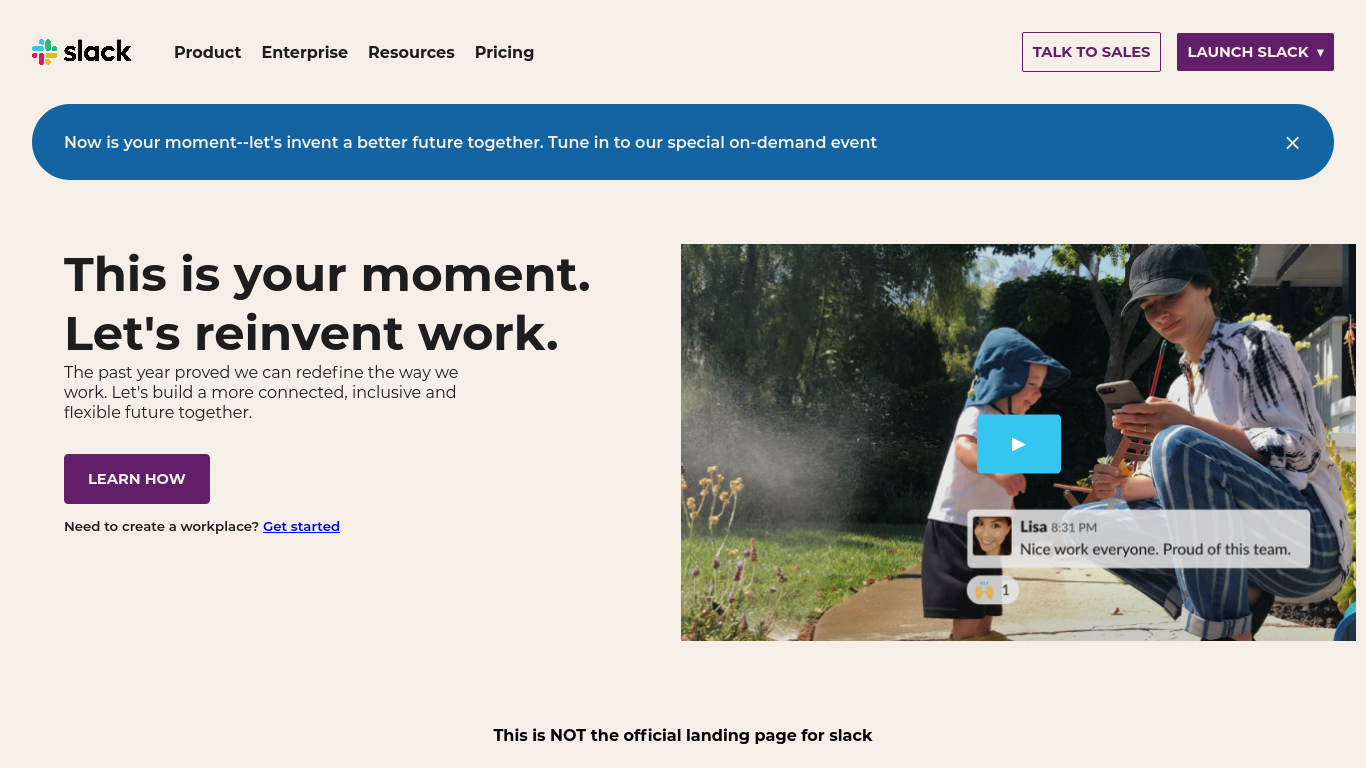 slack
Product Enterprise Resources Pricing
TALK TO SALES
LAUNCH SLACK ▾
Now is your moment--let's invent a better future together. Tune in to our special on-demand event
This is your moment.
Let's reinvent work.
The past year proved we can redefine the way we
work. Let's build a more connected, inclusive and
flexible future together.
LEARN HOW
Need to create a workplace? Get started
Lisa 8:31 PM
Nice work everyone. Proud of this team.
1
This is NOT the official landing page for slack